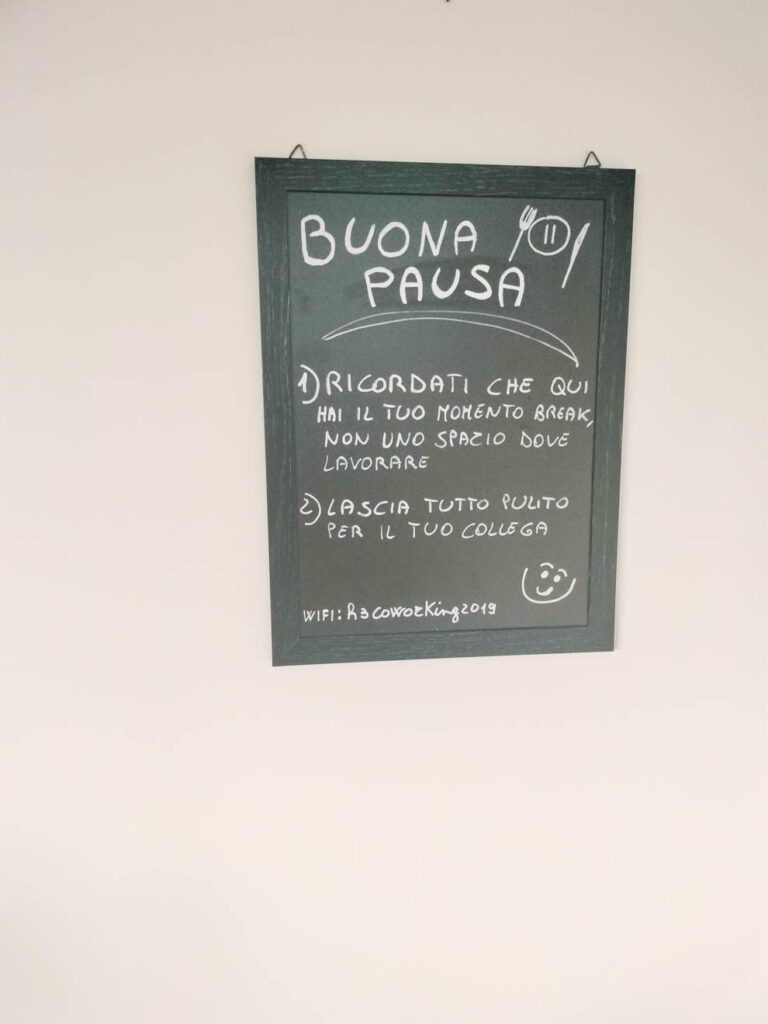 BUONA
PAUSA
1) RICORDATI CHE QUI
HAI IL TUO MOMENTO BREAK,
NON UNO SPAZIO DOVE
LAVORARE
2) LASCIA TUTTO PULITO
PER IL TUO COLLEGA
WIFI: h3coworking2019